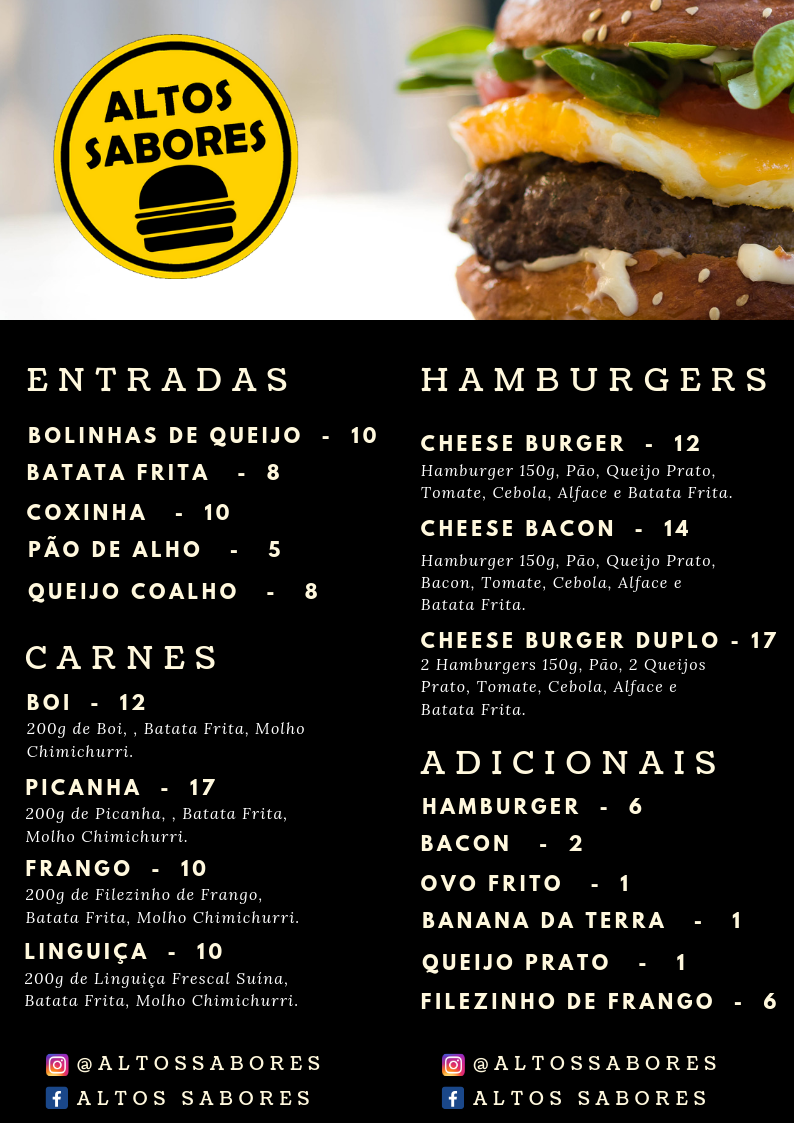 ALTOS
SABORES
ENTRADAS
BOLINHAS DE QUEIJO - 10
BATATA FRITA - 8
COXINHA - 10
PÃO DE ALHO - 5
QUEIJO COALHO - 8
CARNES
BOI - 12
200g de Boi, , Batata Frita, Molho
Chimichurri.
PICANHA - 17
200g de Picanha, , Batata Frita,
Molho Chimichurri.
FRANGO - 10
200g de Filezinho de Frango,
Batata Frita, Molho Chimichurri.
LINGUIÇA - 10
200g de Linguiça Frescal Suína,
Batata Frita, Molho Chimichurri.
@ALTOSSABORES
ALTOS SABORES
HAMBURGERS
CHEESE BURGER - 12
Hamburger 150g, Pão, Queijo Prato,
Tomate, Cebola, Alface e Batata Frita.
CHEESE BACON - 14
Hamburger 150g, Pão, Queijo Prato,
Bacon, Tomate, Cebola, Alface e
Batata Frita.
CHEESE BURGER DUPLO - 17
2 Hamburgers 150g, Pão, 2 Queijos
Prato, Tomate, Cebola, Alface e
Batata Frita.
ADICIONAIS
HAMBURGER - 6
BACON - 2
OVO FRITO - 1
BANANA DA TERRA - 1
QUEIJO PRATO - 1
FILEZINHO DE FRANGO - 6
@ALTOSSABORES
ALTOS SABORES